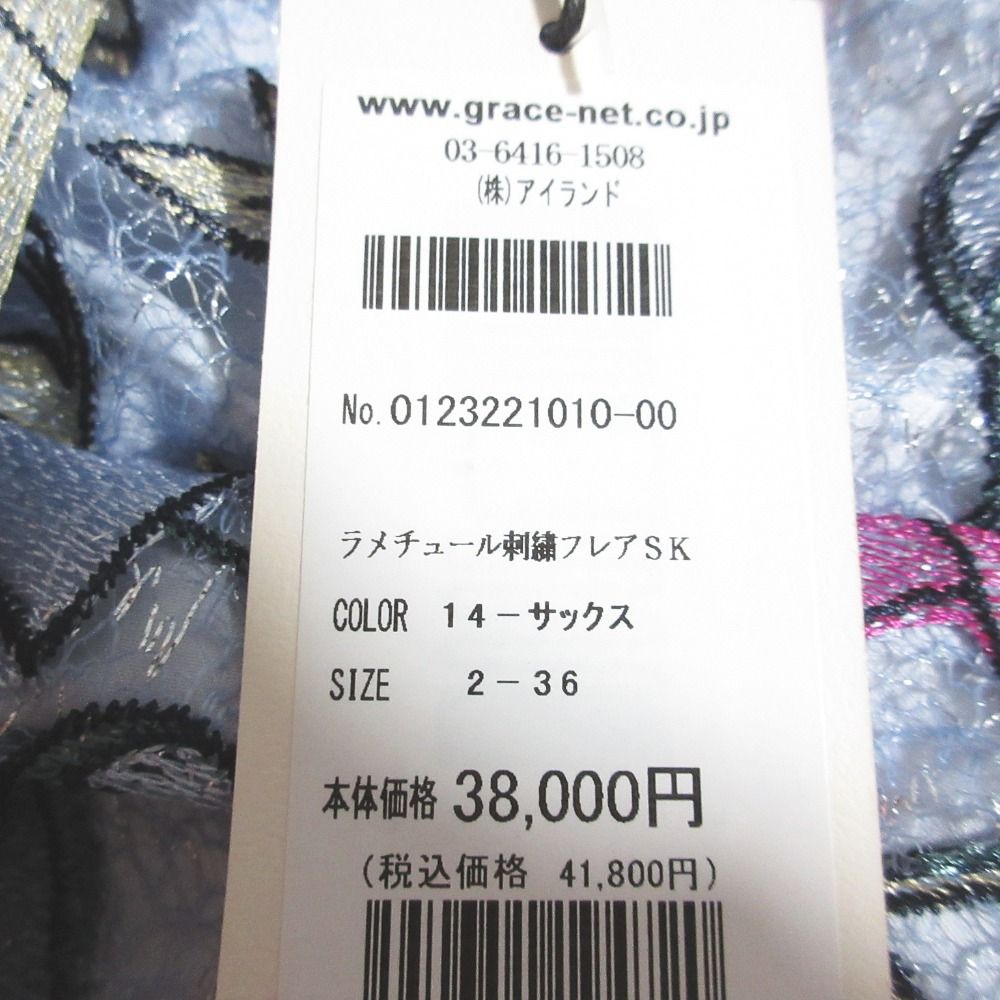 www.grace-net.co.jp
03-6416-1508
(株)アイランド
No.0123221010-00
ラメチュール刺繍フレアSK
COLOR 14-サックス
SIZE 2-36
本体価格 38,000円
(税込価格 41,800円)